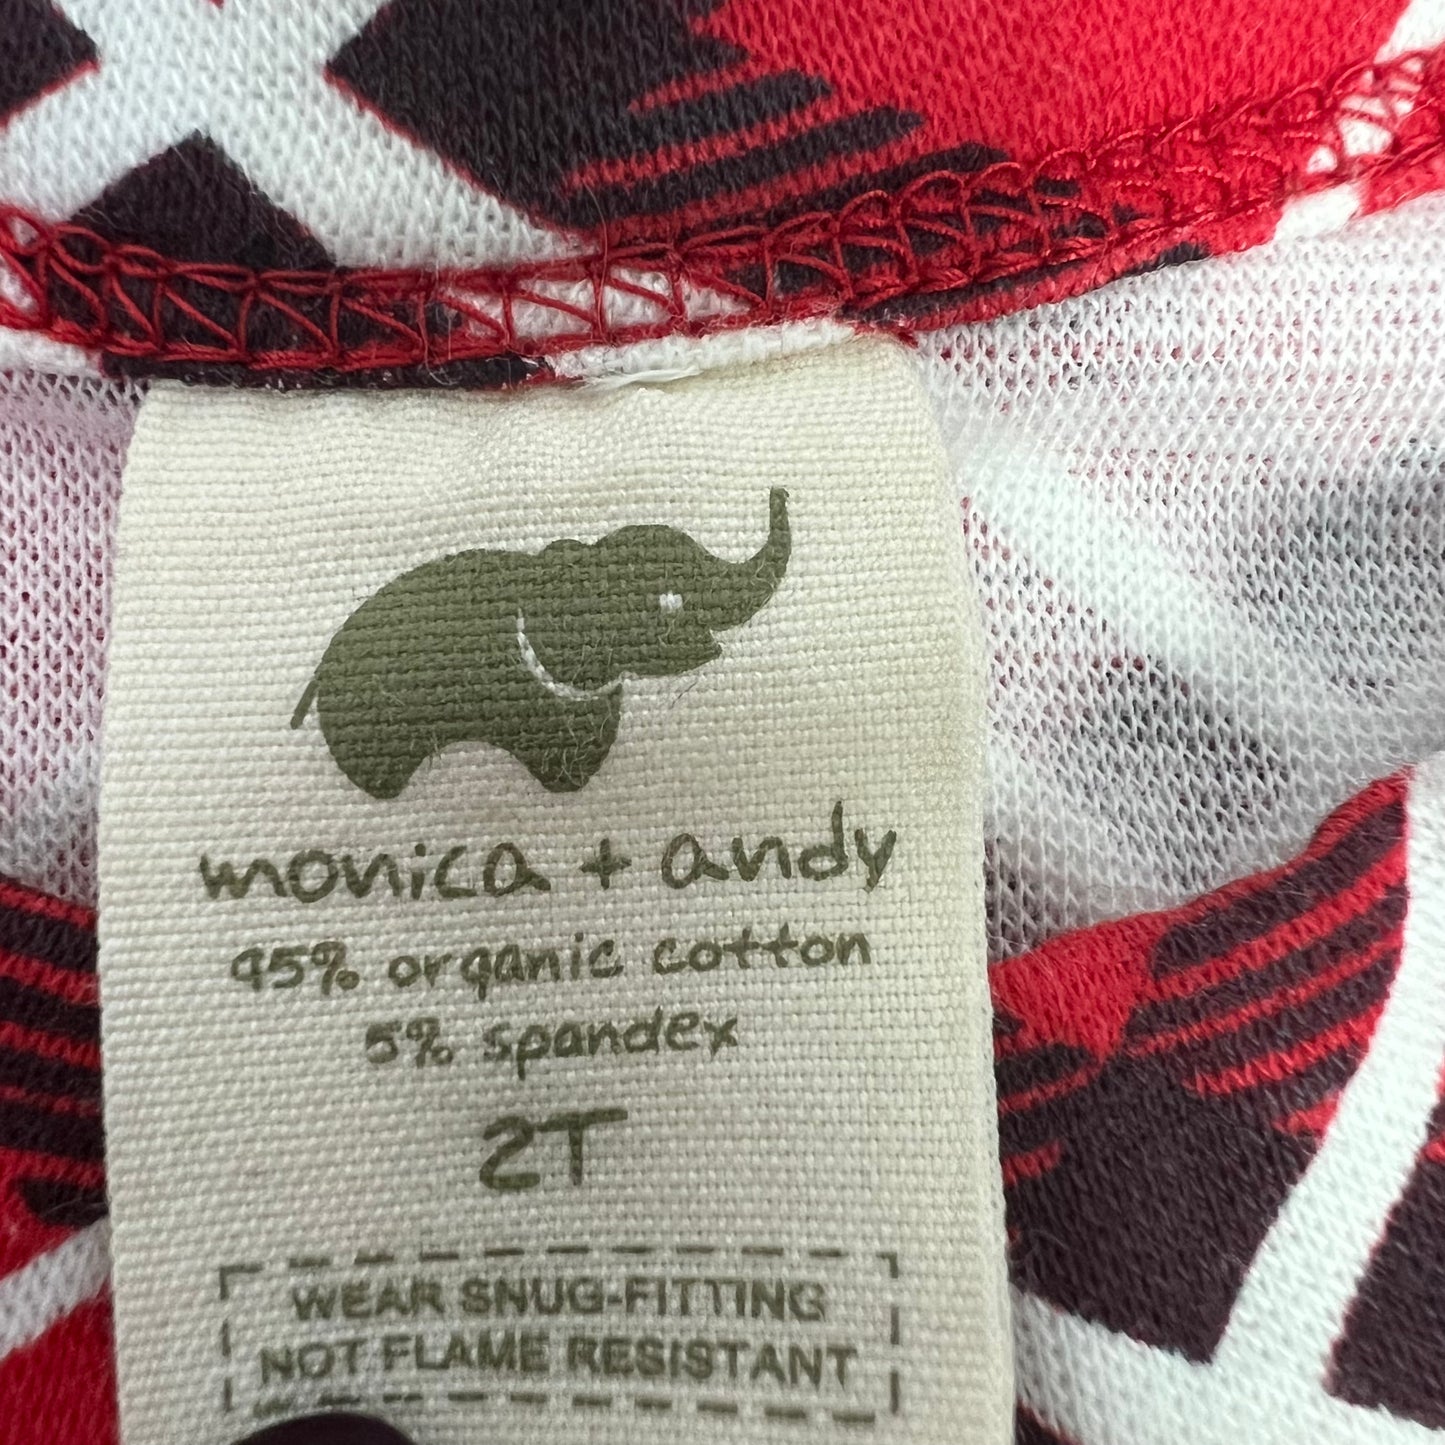 monica + andy
95% organic cotton
5% spandex
2T
WEAR SNUG-FITTING
NOT FLAME RESISTANT